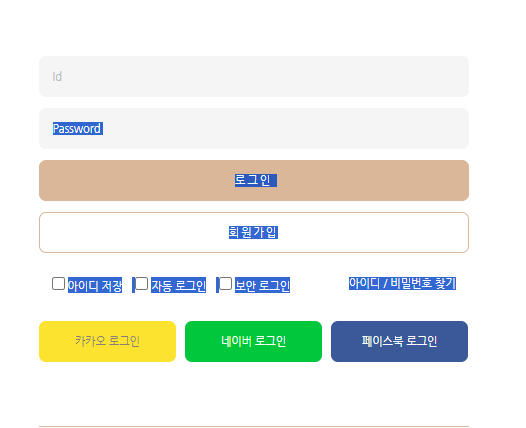 Id
Password
로그인
회원가입
아이디 저장 자동 로그인 보안 로그인 아이디 / 비밀번호 찾기
카카오 로그인 네이버 로그인 페이스북 로그인